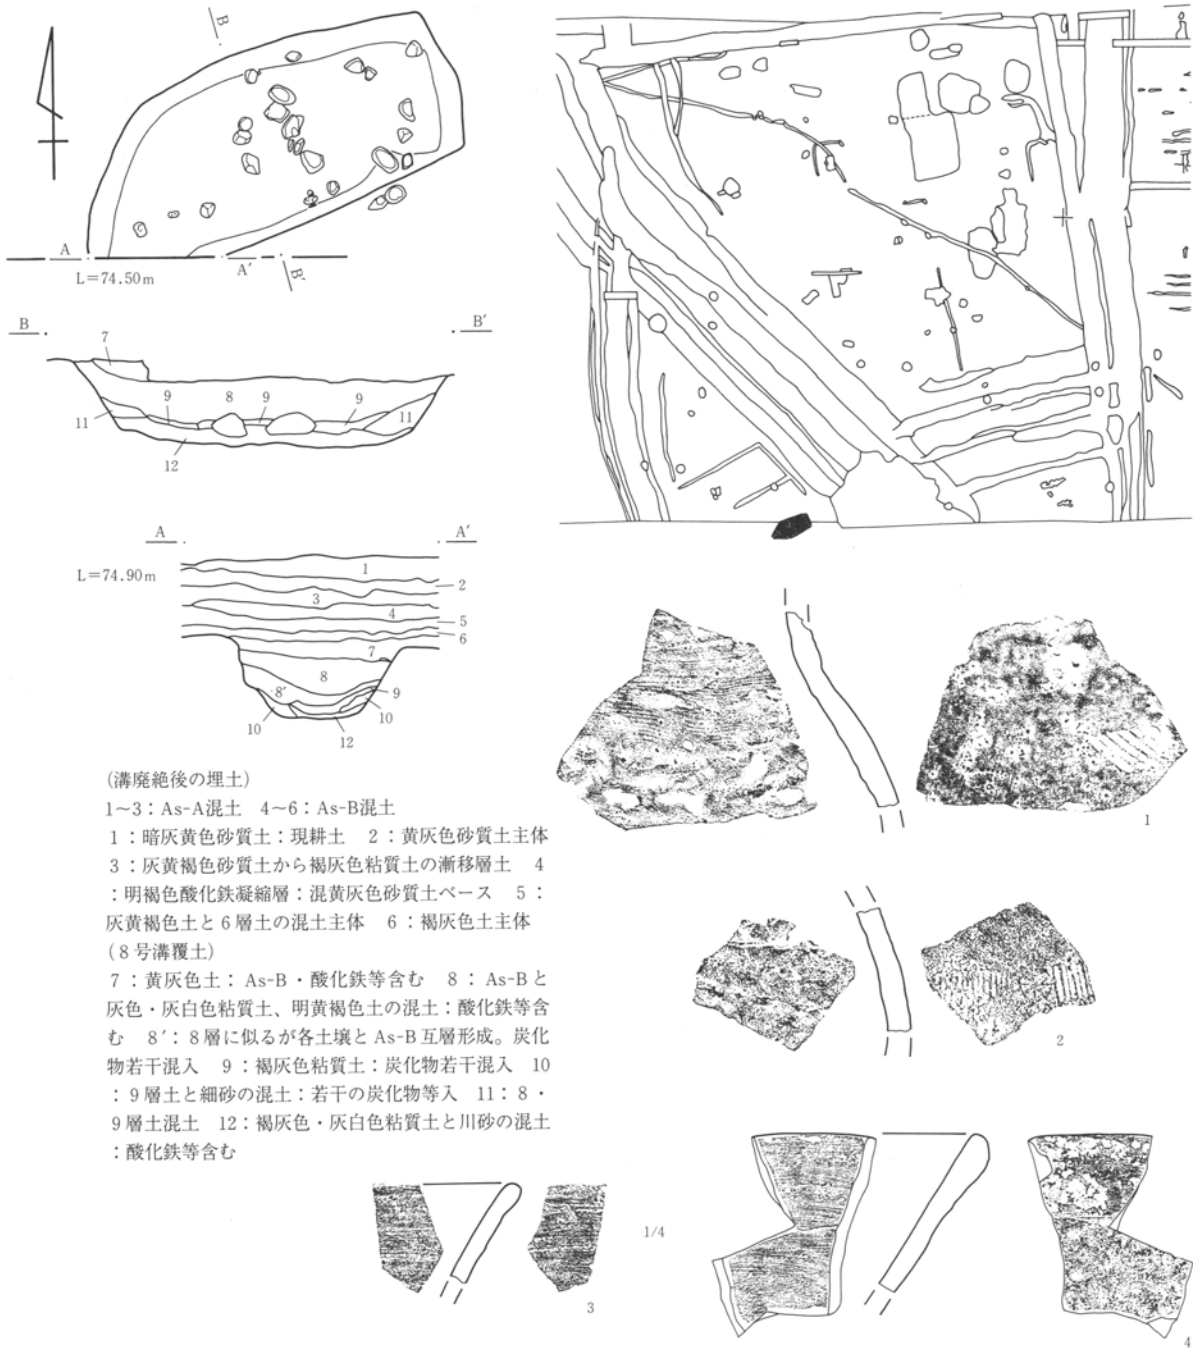 B
A
A′
B′
L=74.50m
B
B′
7
9
8
9
9
11
11
12
A
A′
L=74.90m
1
2
3
4
5
6
7
8
8′
9
10
10
12
(溝廃絶後の埋土)
1~3:As-A混土 4~6:As-B混土
1:暗灰黄色砂質土:現耕土 2:黄灰色砂質土主体
3:灰黄褐色砂質土から褐灰色粘質土の漸移層土 4
:明褐色酸化鉄凝縮層:混黄灰色砂質土ベース 5:
灰黄褐色土と6層土の混土主体 6:褐灰色土主体
(8号溝覆土)
7:黄灰色土:As-B・酸化鉄等含む 8:As-Bと
灰色・灰白色粘質土、明黄褐色土の混土:酸化鉄等含
む 8′:8層に似るが各土壌とAs-B互層形成。炭化
物若干混入 9:褐灰色粘質土:炭化物若干混入 10
:9層土と細砂の混土:若干の炭化物等入 11:8・
9層土混土 12:褐灰色・灰白色粘質土と川砂の混土
:酸化鉄等含む
1
2
3
1/4
4